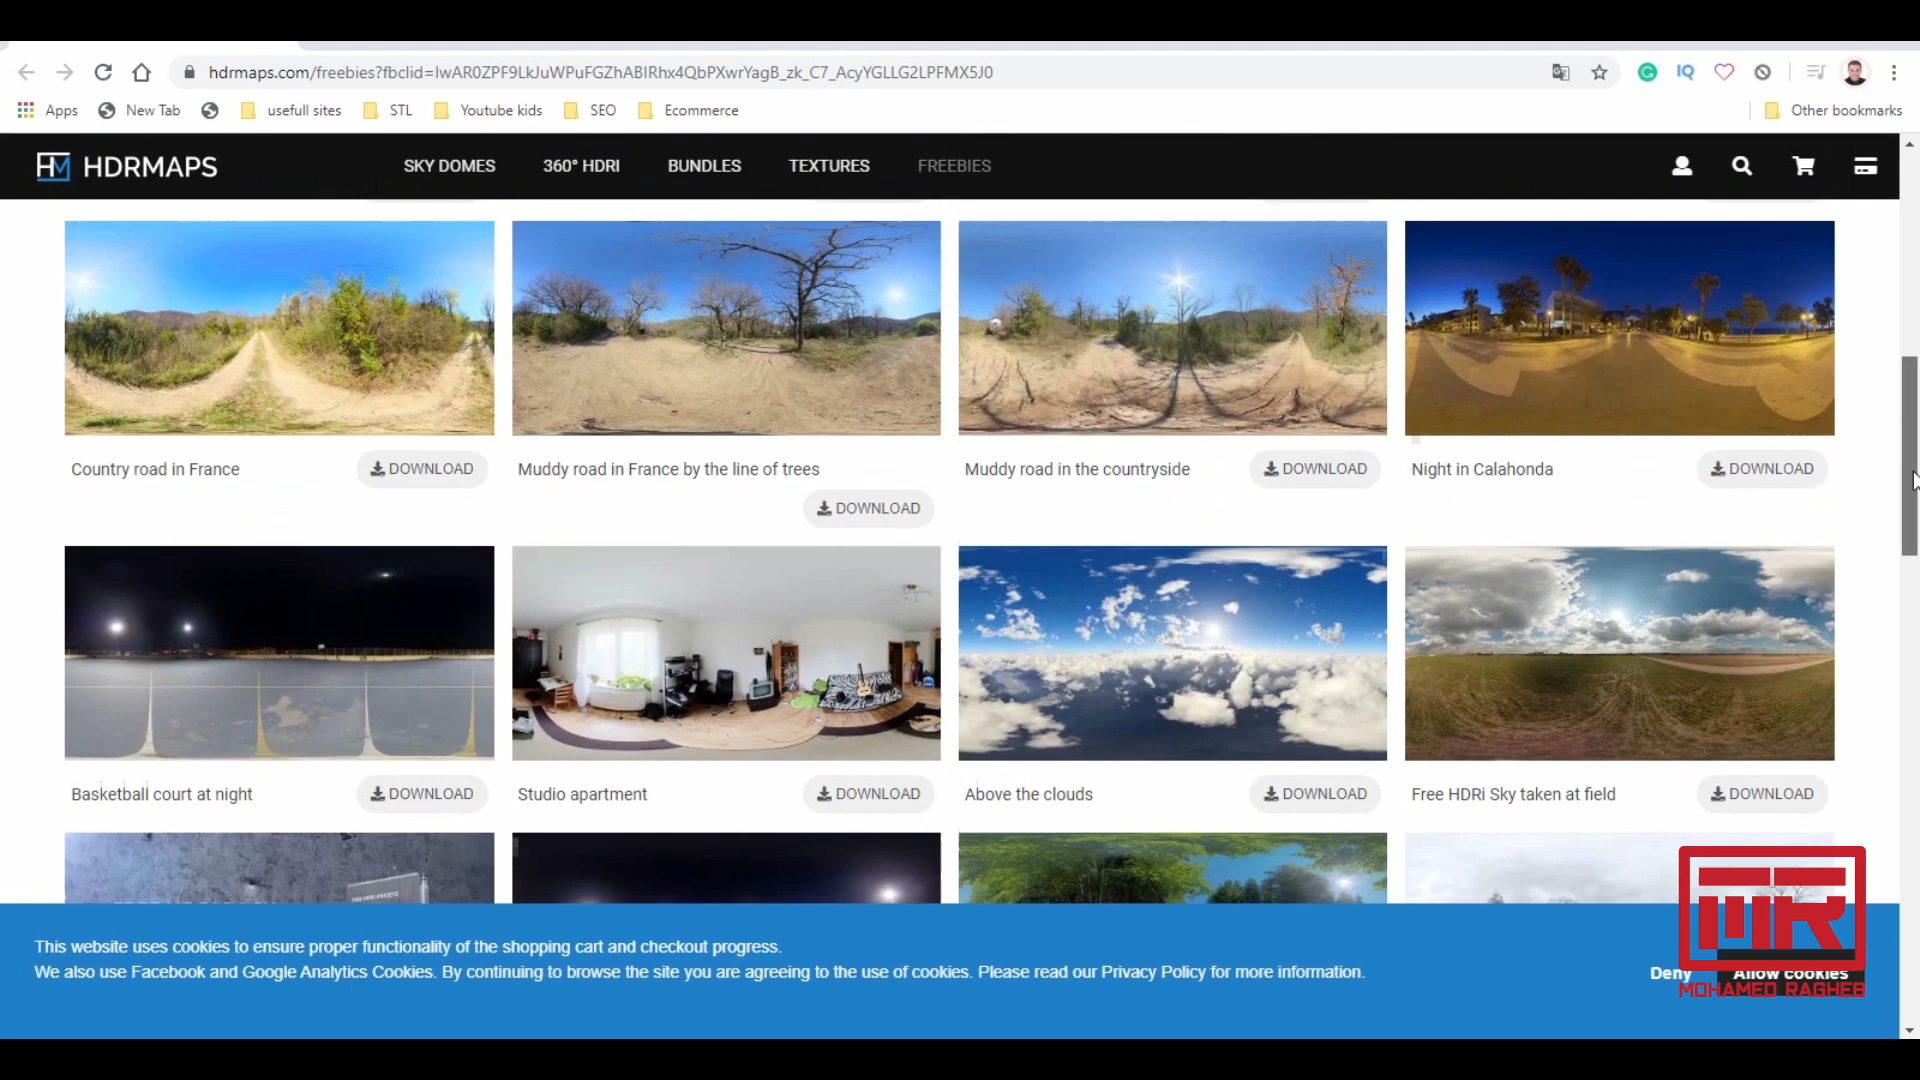 hdrmaps.com/freebies?fbclid=IwAR0ZPF9LkJuWPuFGZhABIRhx4QbPXwrYagB_zk_C7_AcyYGLLG2LPFMX5J0
IQ
Apps New Tab usefull sites STL Youtube kids SEO Ecommerce Other bookmarks
HM HDRMAPS SKY DOMES 360° HDRI BUNDLES TEXTURES FREEBIES
Country road in France DOWNLOAD
Muddy road in France by the line of trees
DOWNLOAD
Muddy road in the countryside DOWNLOAD
Night in Calahonda DOWNLOAD
Basketball court at night DOWNLOAD
Studio apartment DOWNLOAD
Above the clouds DOWNLOAD
Free HDRi Sky taken at field DOWNLOAD
This website uses cookies to ensure proper functionality of the shopping cart and checkout progress.
We also use Facebook and Google Analytics Cookies. By continuing to browse the site you are agreeing to the use of cookies. Please read our Privacy Policy for more information.
Deny Allow cookies
MR
MOHAMED RAGHEB